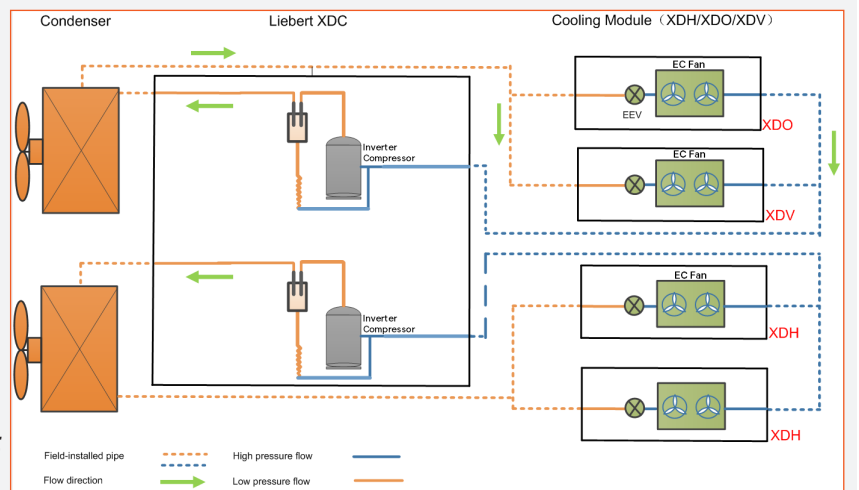 Condenser
Liebert XDC
Cooling Module（XDH/XDO/XDV）
EC Fan
EEV
XDO
Inverter
Compressor
EC Fan
XDV
EC Fan
XDH
Inverter
Compressor
XDH
Field-installed pipe
High pressure flow
Flow direction
Low pressure flow